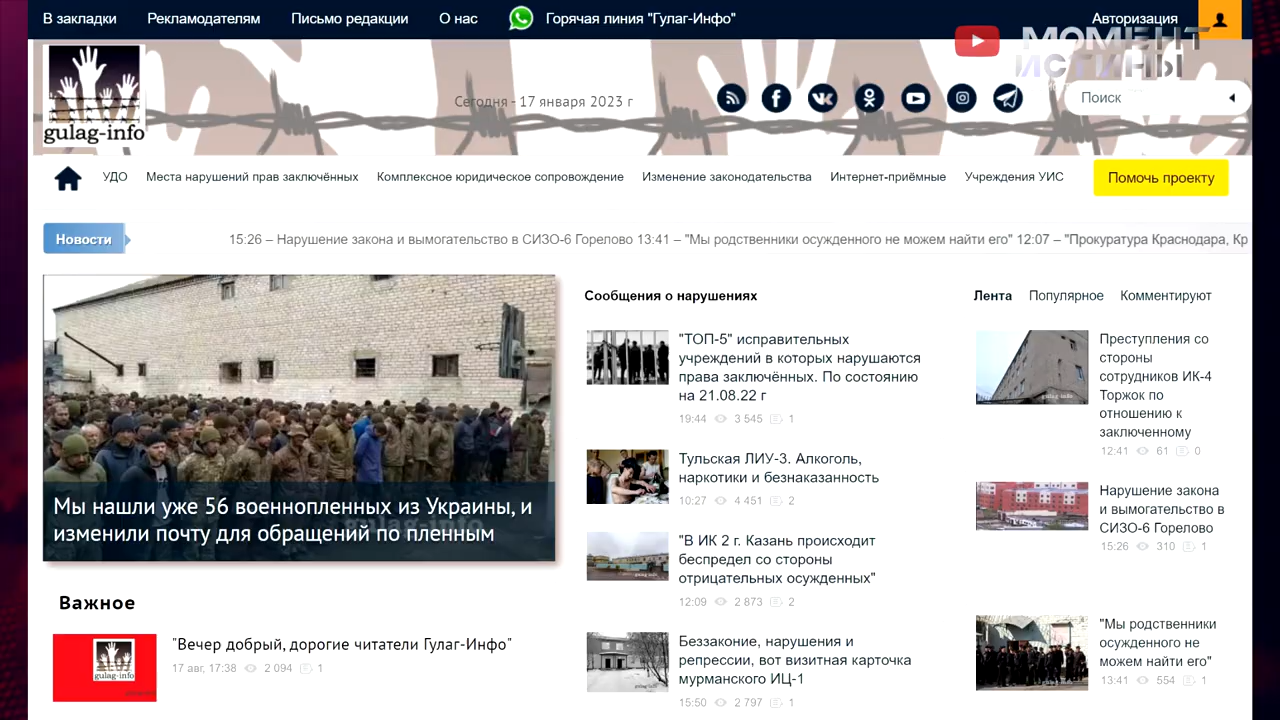 В закладки Рекламодателям Письмо редакции О нас Горячая линия "Гулаг-Инфо" Авторизация
МОМЕНТ
ИСТИНЫ
gulag-info
Сегодня - 17 января 2023 г
Поиск
УДО Места нарушений прав заключённых Комплексное юридическое сопровождение Изменение законодательства Интернет-приёмные Учреждения УИС Помочь проекту
Новости
15:26 – Нарушение закона и вымогательство в СИЗО-6 Горелово 13:41 – "Мы родственники осужденного не можем найти его" 12:07 – "Прокуратура Краснодара, Кр
Мы нашли уже 56 военнопленных из Украины, и
изменили почту для обращений по пленным
gulag-info
Важное
gulag-info
"Вечер добрый, дорогие читатели Гулаг-Инфо"
17 авг, 17:38 2 094 1
Сообщения о нарушениях
"ТОП-5" исправительных
учреждений в которых нарушаются
права заключённых. По состоянию
на 21.08.22 г
19:44 3 545 1
Тульская ЛИУ-3. Алкоголь,
наркотики и безнаказанность
10:27 4 451 2
"В ИК 2 г. Казань происходит
беспредел со стороны
отрицательных осужденных"
12:09 2 873 2
Беззаконие, нарушения и
репрессии, вот визитная карточка
мурманского ИЦ-1
15:50 2 797 1
Лента Популярное Комментируют
Преступления со
стороны
сотрудников ИК-4
Торжок по
отношению к
заключенному
12:41 61 0
Нарушение закона
и вымогательство в
СИЗО-6 Горелово
15:26 310 1
"Мы родственники
осужденного не
можем найти его"
13:41 554 1